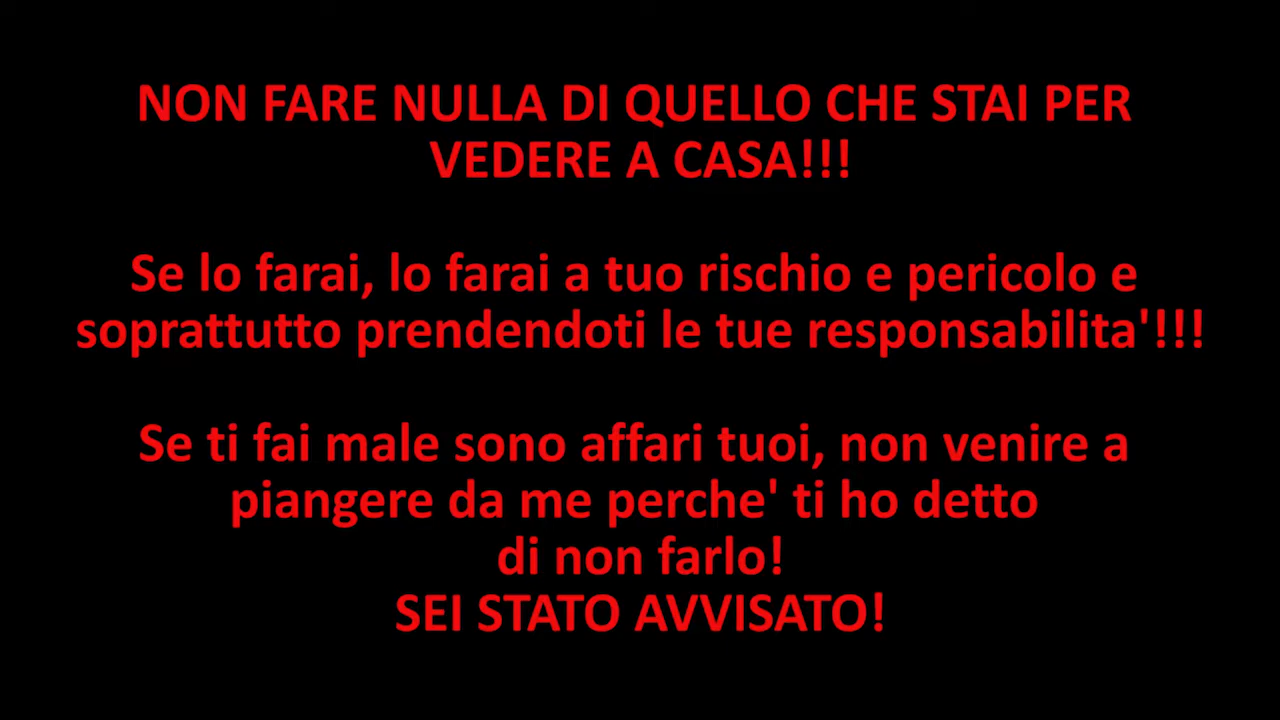 NON FARE NULLA DI QUELLO CHE STAI PER
VEDERE A CASA!!!
Se lo farai, lo farai a tuo rischio e pericolo e
soprattutto prendendoti le tue responsabilita'!!!
Se ti fai male sono affari tuoi, non venire a
piangere da me perche' ti ho detto
di non farlo!
SEI STATO AVVISATO!